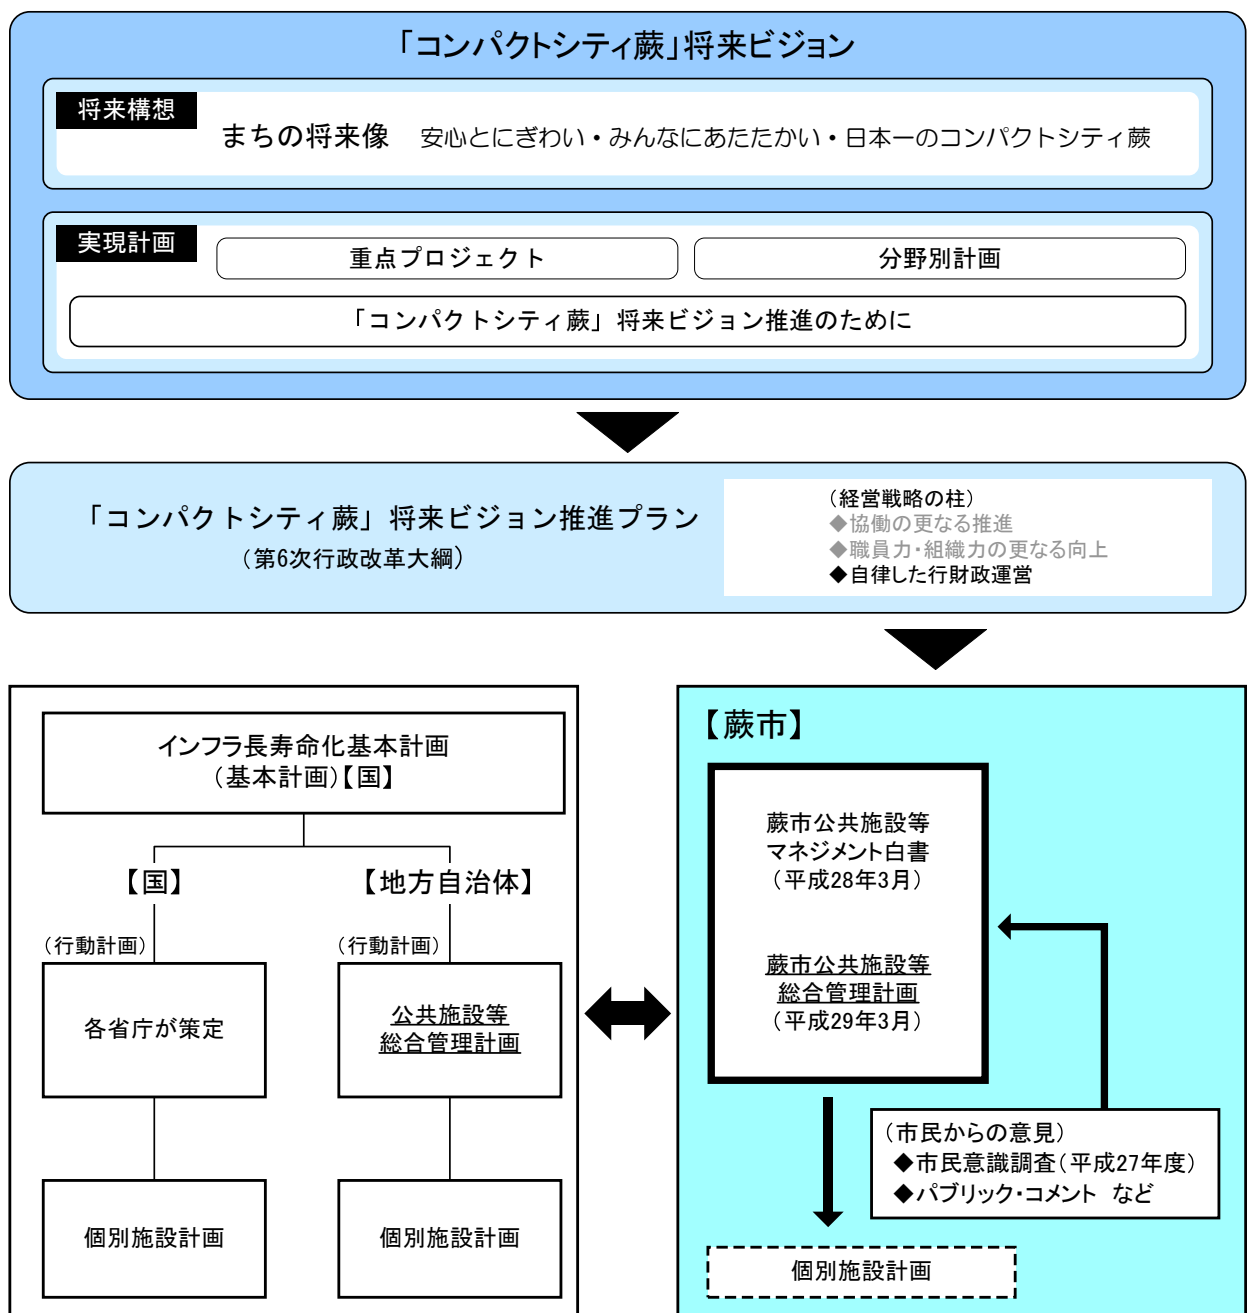 「コンパクトシティ蕨」将来ビジョン
将来構想
まちの将来像 安心とにぎわい・みんなにあたたかい・日本一のコンパクトシティ蕨
実現計画
重点プロジェクト
分野別計画
「コンパクトシティ蕨」将来ビジョン推進のために
「コンパクトシティ蕨」将来ビジョン推進プラン
（第6次行政改革大綱）
（経営戦略の柱）
◆協働の更なる推進
◆職員力・組織力の更なる向上
◆自律した行財政運営
インフラ長寿命化基本計画
（基本計画）【国】
【国】
【地方自治体】
（行動計画）
（行動計画）
各省庁が策定
公共施設等
総合管理計画
個別施設計画
個別施設計画
【蕨市】
蕨市公共施設等
マネジメント白書
（平成28年3月）
蕨市公共施設等
総合管理計画
（平成29年3月）
（市民からの意見）
◆市民意識調査（平成27年度）
◆パブリック・コメント など
個別施設計画